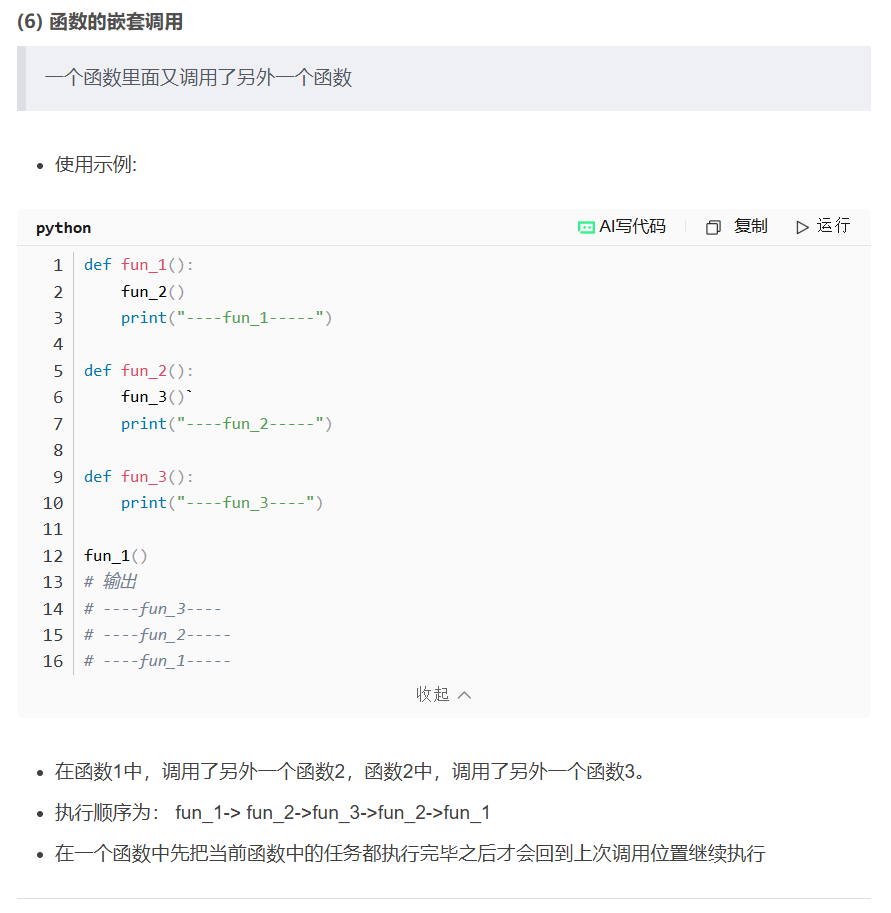 (6) 函数的嵌套调用
一个函数里面又调用了另外一个函数
• 使用示例:
python AI写代码 复制 运行
1 def fun_1():
2     fun_2()
3     print("----fun_1-----")
4
5 def fun_2():
6     fun_3()`
7     print("----fun_2-----")
8
9 def fun_3():
10     print("----fun_3----")
11
12 fun_1()
13 # 输出
14 # ----fun_3----
15 # ----fun_2-----
16 # ----fun_1-----
收起
• 在函数1中，调用了另外一个函数2，函数2中，调用了另外一个函数3。
• 执行顺序为： fun_1-> fun_2->fun_3->fun_2->fun_1
• 在一个函数中先把当前函数中的任务都执行完毕之后才会回到上次调用位置继续执行